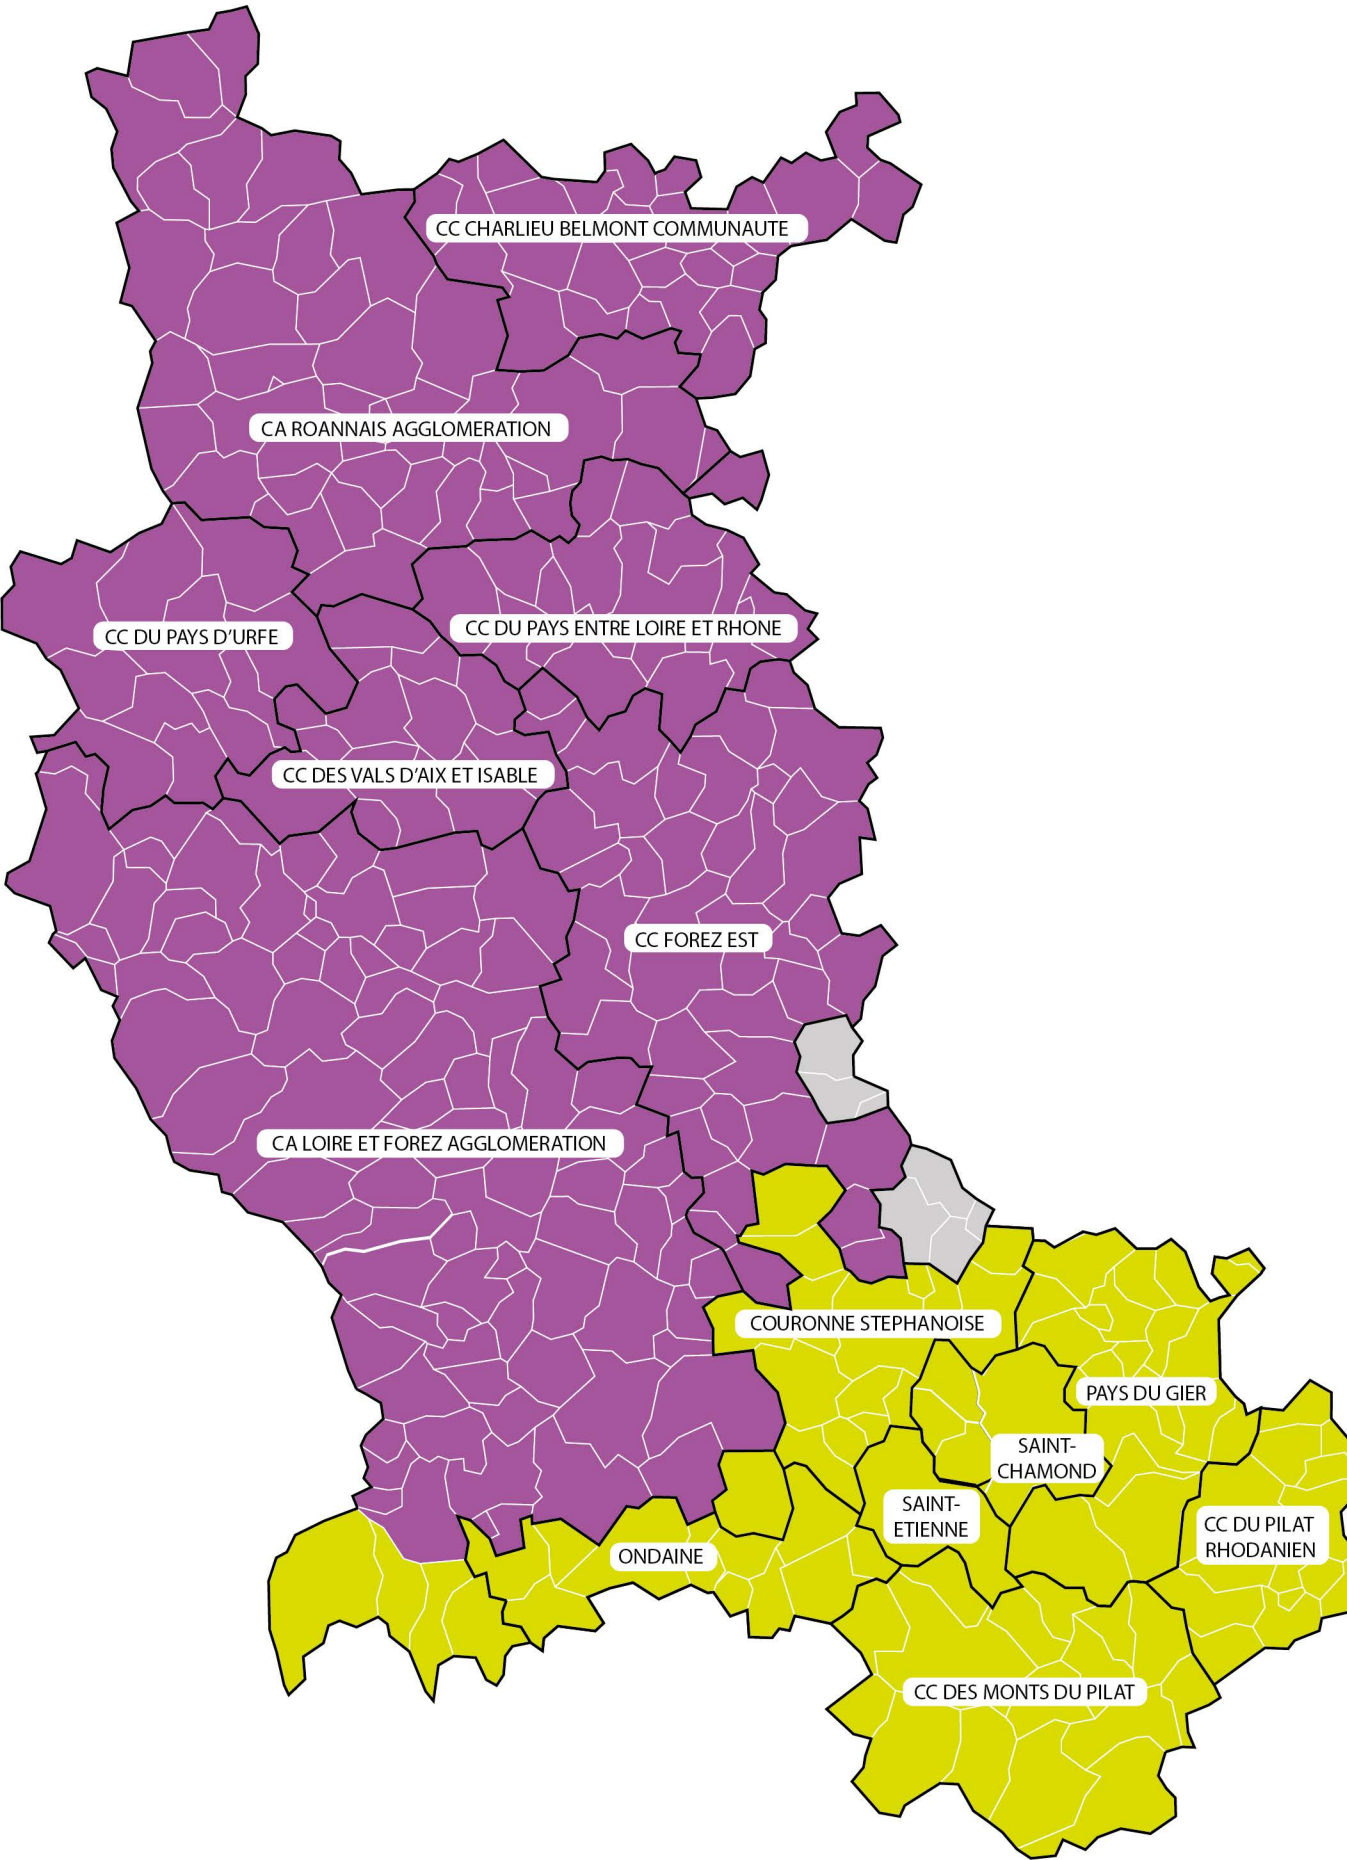 CC CHARLIEU BELMONT COMMUNAUTE
CA ROANNAIS AGGLOMERATION
CC DU PAYS D’URFE
CC DU PAYS ENTRE LOIRE ET RHONE
CC DES VALS D’AIX ET ISABLE
CC FOREZ EST
CA LOIRE ET FOREZ AGGLOMERATION
COURONNE STEPHANOISE
PAYS DU GIER
SAINT-
CHAMOND
SAINT-
ETIENNE
CC DU PILAT
RHODANIEN
ONDAINE
CC DES MONTS DU PILAT